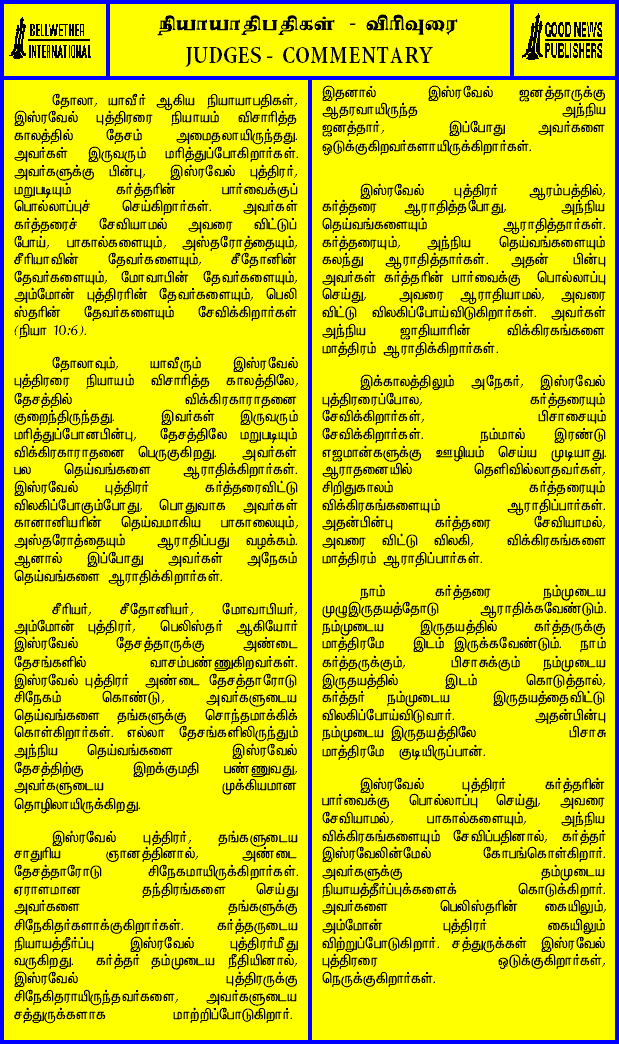 BELLWETHER
INTERNATIONAL
நியாயாதிபதிகள் - விரிவுரை
JUDGES - COMMENTARY
GOOD NEWS
PUBLISHERS
தோலா, யாவீர் ஆகிய நியாயாபதிகள்,
இஸ்ரவேல் புத்திரரை நியாயம் விசாரித்த
காலத்தில் தேசம் அமைதலாயிருந்தது.
அவர்கள் இருவரும் மரித்துப்போகிறார்கள்.
அவர்களுக்கு பின்பு, இஸ்ரவேல் புத்திரர்,
மறுபடியும் கர்த்தரின் பார்வைக்குப்
பொல்லாப்புச் செய்கிறார்கள். அவர்கள்
கர்த்தரைச் சேவியாமல் அவரை விட்டுப்
போய், பாகால்களையும், அஸ்தரோத்தையும்,
சீரியாவின் தேவர்களையும், சீதோனின்
தேவர்களையும், மோவாபின் தேவர்களையும்,
அம்மோன் புத்திரரின் தேவர்களையும், பெலி
ஸ்தரின் தேவர்களையும் சேவிக்கிறார்கள்
(நியா 10:6).
தோலாவும், யாவீரும் இஸ்ரவேல்
புத்திரரை நியாயம் விசாரித்த காலத்திலே,
தேசத்தில் விக்கிரகாராதனை
குறைந்திருந்தது. இவர்கள் இருவரும்
மரித்துப்போனபின்பு, தேசத்திலே மறுபடியும்
விக்கிரகாராதனை பெருகுகிறது. அவர்கள்
பல தெய்வங்களை ஆராதிக்கிறார்கள்.
இஸ்ரவேல் புத்திரர் கர்த்தரைவிட்டு
விலகிப்போகும்போது, பொதுவாக அவர்கள்
கானானியரின் தெய்வமாகிய பாகாலையும்,
அஸ்தரோத்தையும் ஆராதிப்பது வழக்கம்.
ஆனால் இப்போது அவர்கள் அநேகம்
தெய்வங்களை ஆராதிக்கிறார்கள்.
சீரியர், சீதோனியர், மோவாபியர்,
அம்மோன் புத்திரர், பெலிஸ்தர் ஆகியோர்
இஸ்ரவேல் தேசத்தாருக்கு அண்டை
தேசங்களில் வாசம்பண்ணுகிறவர்கள்.
இஸ்ரவேல் புத்திரர் அண்டை தேசத்தாரோடு
சிநேகம் கொண்டு, அவர்களுடைய
தெய்வங்களை தங்களுக்கு சொந்தமாக்கிக்
கொள்கிறார்கள். எல்லா தேசங்களிலிருந்தும்
அந்நிய தெய்வங்களை இஸ்ரவேல்
தேசத்திற்கு இறக்குமதி பண்ணுவது,
அவர்களுடைய முக்கியமான
தொழிலாயிருக்கிறது.
இஸ்ரவேல் புத்திரர், தங்களுடைய
சாதுரிய ஞானத்தினால், அண்டை
தேசத்தாரோடு சிநேகமாயிருக்கிறார்கள்.
ஏராளமான தந்திரங்களை செய்து
அவர்களை தங்களுக்கு
சிநேகிதர்களாக்குகிறார்கள். கர்த்தருடைய
நியாயத்தீர்ப்பு இஸ்ரவேல் புத்திரர்மீது
வருகிறது. கர்த்தர் தம்முடைய நீதியினால்,
இஸ்ரவேல் புத்திரருக்கு
சிநேகிதராயிருந்தவர்களை, அவர்களுடைய
சத்துருக்களாக மாற்றிப்போடுகிறார்.
இதனால் இஸ்ரவேல் ஜனத்தாருக்கு
ஆதரவாயிருந்த அந்நிய
ஜனத்தார், இப்போது அவர்களை
ஒடுக்குகிறவர்களாயிருக்கிறார்கள்.
இஸ்ரவேல் புத்திரர் ஆரம்பத்தில்,
கர்த்தரை ஆராதித்தபோது, அந்நிய
தெய்வங்களையும் ஆராதித்தார்கள்.
கர்த்தரையும், அந்நிய தெய்வங்களையும்
கலந்து ஆராதித்தார்கள். அதன் பின்பு
அவர்கள் கர்த்தரின் பார்வைக்கு பொல்லாப்பு
செய்து, அவரை ஆராதியாமல், அவரை
விட்டு விலகிப்போய்விடுகிறார்கள். அவர்கள்
அந்நிய ஜாதியாரின் விக்கிரகங்களை
மாத்திரம் ஆராதிக்கிறார்கள்.
இக்காலத்திலும் அநேகர், இஸ்ரவேல்
புத்திரரைப்போல, கர்த்தரையும்
சேவிக்கிறார்கள், பிசாசையும்
சேவிக்கிறார்கள். நம்மால் இரண்டு
எஜமான்களுக்கு ஊழியம் செய்ய முடியாது.
ஆராதனையில் தெளிவில்லாதவர்கள்,
சிறிதுகாலம் கர்த்தரையும்
விக்கிரகங்களையும் ஆராதிப்பார்கள்.
அதன்பின்பு கர்த்தரை சேவியாமல்,
அவரை விட்டு விலகி, விக்கிரகங்களை
மாத்திரம் ஆராதிப்பார்கள்.
நாம் கர்த்தரை நம்முடைய
முழுஇருதயத்தோடு ஆராதிக்கவேண்டும்.
நம்முடைய இருதயத்தில் கர்த்தருக்கு
மாத்திரமே இடம் இருக்கவேண்டும். நாம்
கர்த்தருக்கும், பிசாசுக்கும் நம்முடைய
இருதயத்தில் இடம் கொடுத்தால்,
கர்த்தர் நம்முடைய இருதயத்தைவிட்டு
விலகிப்போய்விடுவார். அதன்பின்பு
நம்முடைய இருதயத்திலே பிசாசு
மாத்திரமே குடியிருப்பான்.
இஸ்ரவேல் புத்திரர் கர்த்தரின்
பார்வைக்கு பொல்லாப்பு செய்து, அவரை
சேவியாமல், பாகால்களையும், அந்நிய
விக்கிரகங்களையும் சேவிப்பதினால், கர்த்தர்
இஸ்ரவேலின்மேல் கோபங்கொள்கிறார்.
அவர்களுக்கு தம்முடைய
நியாயத்தீர்ப்புக்களைக் கொடுக்கிறார்.
அவர்களை பெலிஸ்தரின் கையிலும்,
அம்மோன் புத்திரர் கையிலும்
விற்றுப்போடுகிறார். சத்துருக்கள் இஸ்ரவேல்
புத்திரரை ஒடுக்குகிறார்கள்,
நெருக்குகிறார்கள்.